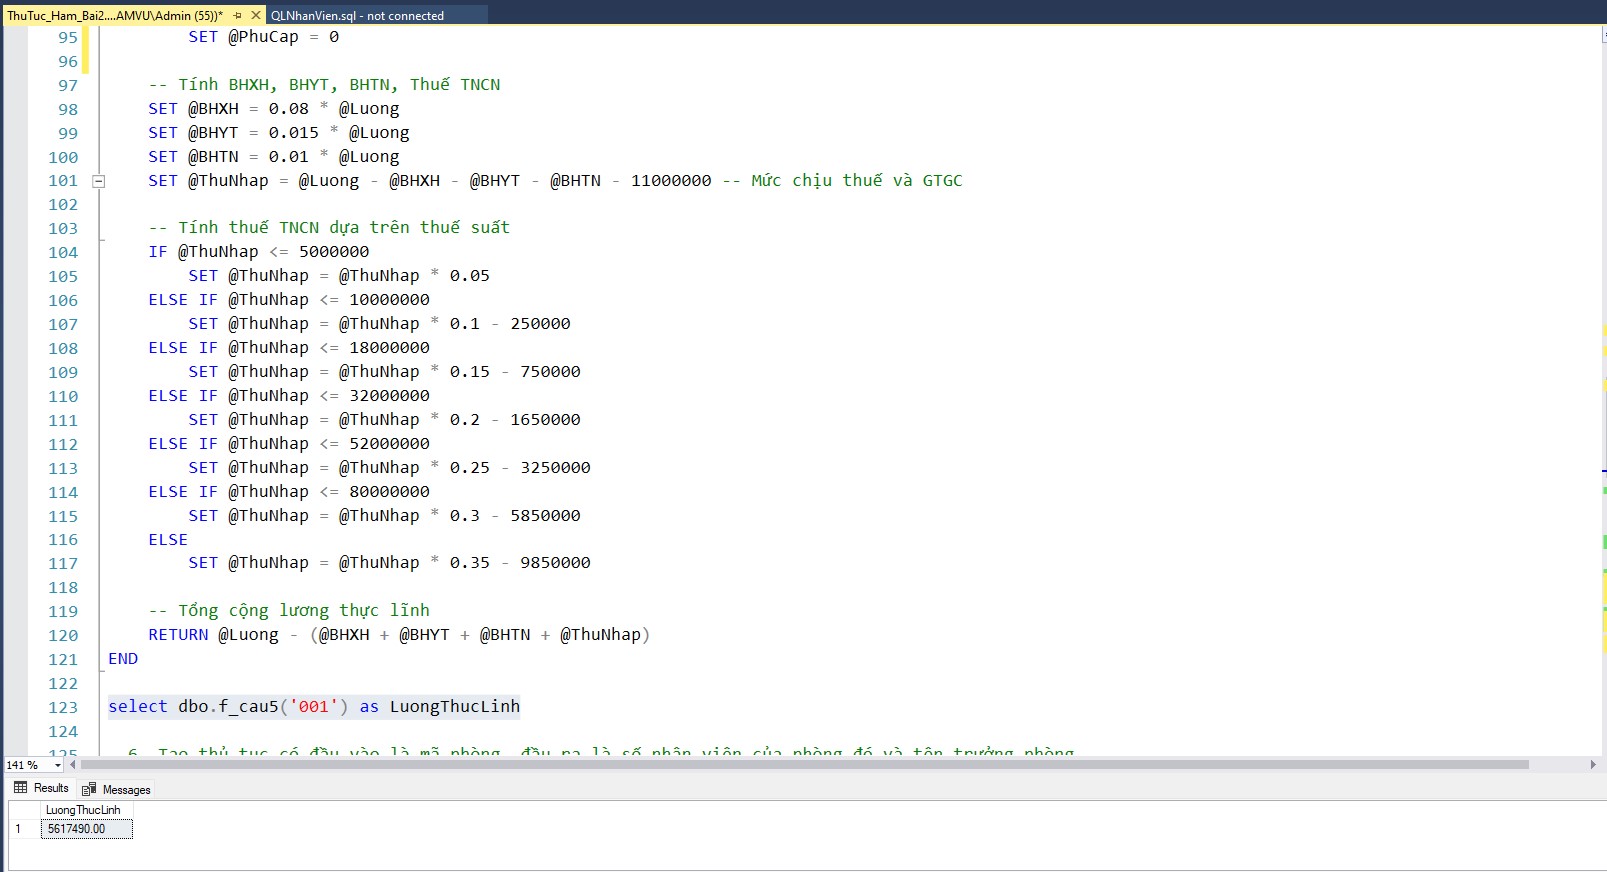 ThuTuc_Ham_Bai2....AMVU\Admin (55))* QLNhanVien.sql - not connected
95 SET @PhuCap = 0
96
97 -- Tính BHXH, BHYT, BHTN, Thuế TNCN
98 SET @BHXH = 0.08 * @Luong
99 SET @BHYT = 0.015 * @Luong
100 SET @BHTN = 0.01 * @Luong
101 SET @ThuNhap = @Luong - @BHXH - @BHYT - @BHTN - 11000000 -- Mức chịu thuế và GTGC
102
103 -- Tính thuế TNCN dựa trên thuế suất
104 IF @ThuNhap <= 5000000
105 SET @ThuNhap = @ThuNhap * 0.05
106 ELSE IF @ThuNhap <= 10000000
107 SET @ThuNhap = @ThuNhap * 0.1 - 250000
108 ELSE IF @ThuNhap <= 18000000
109 SET @ThuNhap = @ThuNhap * 0.15 - 750000
110 ELSE IF @ThuNhap <= 32000000
111 SET @ThuNhap = @ThuNhap * 0.2 - 1650000
112 ELSE IF @ThuNhap <= 52000000
113 SET @ThuNhap = @ThuNhap * 0.25 - 3250000
114 ELSE IF @ThuNhap <= 80000000
115 SET @ThuNhap = @ThuNhap * 0.3 - 5850000
116 ELSE
117 SET @ThuNhap = @ThuNhap * 0.35 - 9850000
118
119 -- Tổng cộng lương thực lĩnh
120 RETURN @Luong - (@BHXH + @BHYT + @BHTN + @ThuNhap)
121 END
122
123 select dbo.f_cau5('001') as LuongThucLinh
124
125 6. Tạo thủ tục có đầu vào là mã phòng, đầu ra là số nhân viên của phòng đó và tên trưởng phòng
141 %
Results Messages
LuongThucLinh
1 5617490.00